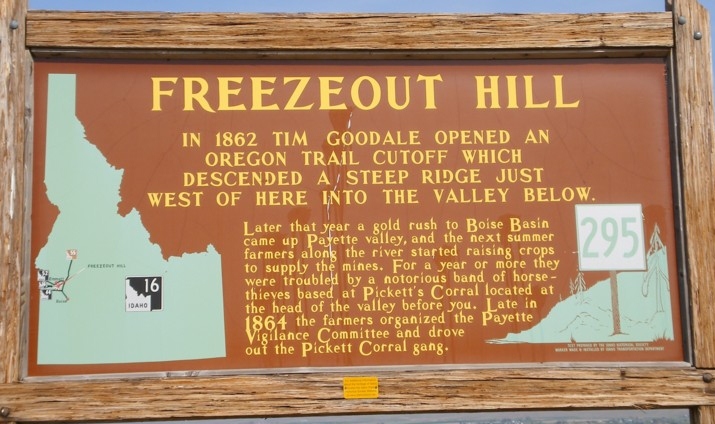 FREEZEOUT HILL
IN 1862 TIM GOODALE OPENED AN
OREGON TRAIL CUTOFF WHICH
DESCENDED A STEEP RIDGE JUST
WEST OF HERE INTO THE VALLEY BELOW.
Later that year a gold rush to Boise Basin
came up Payette valley, and the next summer
farmers along the river started raising crops
to supply the mines. For a year or more they
were troubled by a notorious band of horse-
thieves based at Pickett's Corral located at
the head of the valley before you. Late in
1864 the farmers organized the Payette
Vigilance Committee and drove
out the Pickett Corral gang.
FREEZEOUT HILL
16
IDAHO
295